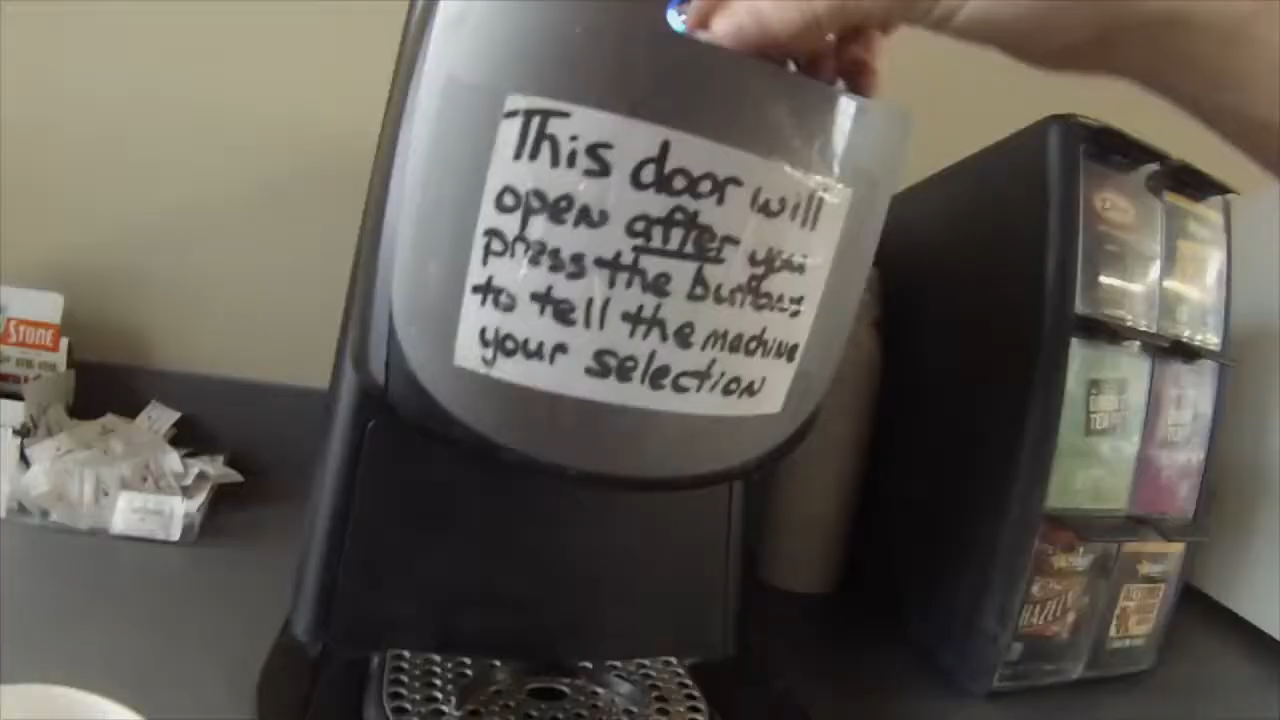 This door will
open after you
press the buttons
to tell the machine
your selection
STONE
HAZEL